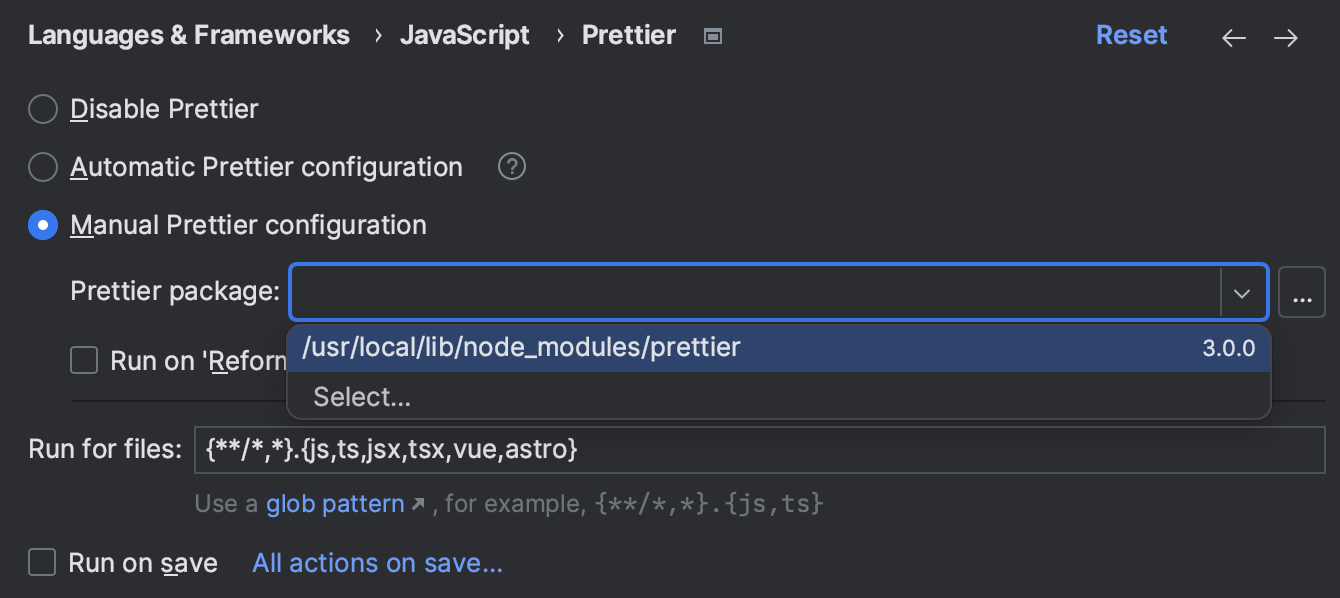 Languages & Frameworks › JavaScript › Prettier Reset
Disable Prettier
Automatic Prettier configuration ?
Manual Prettier configuration
Prettier package: ...
/usr/local/lib/node_modules/prettier 3.0.0
Run on 'Reform
Select...
Run for files: {**/*,*}.{js,ts,jsx,tsx,vue,astro}
Use a glob pattern ↗, for example, {**/*,*}.{js,ts}
Run on save All actions on save...